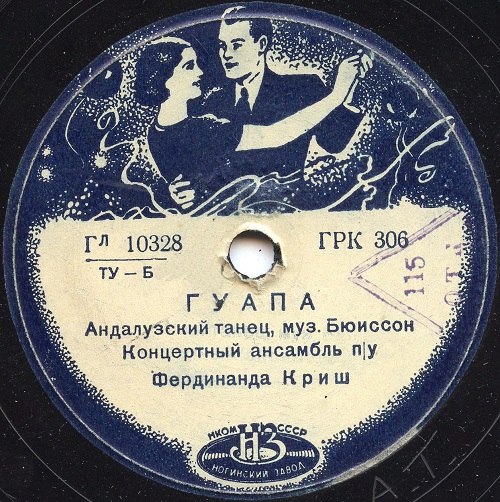 Гл 10328
ГРК 306
ТУ – Б
115
ОТК
ГУАПА
Андалузский танец, муз. Бюиссон
Концертный ансамбль п/у
Фердинанда Криш
НКОМ СССР
НЗ
НОГИНСКИЙ ЗАВОД